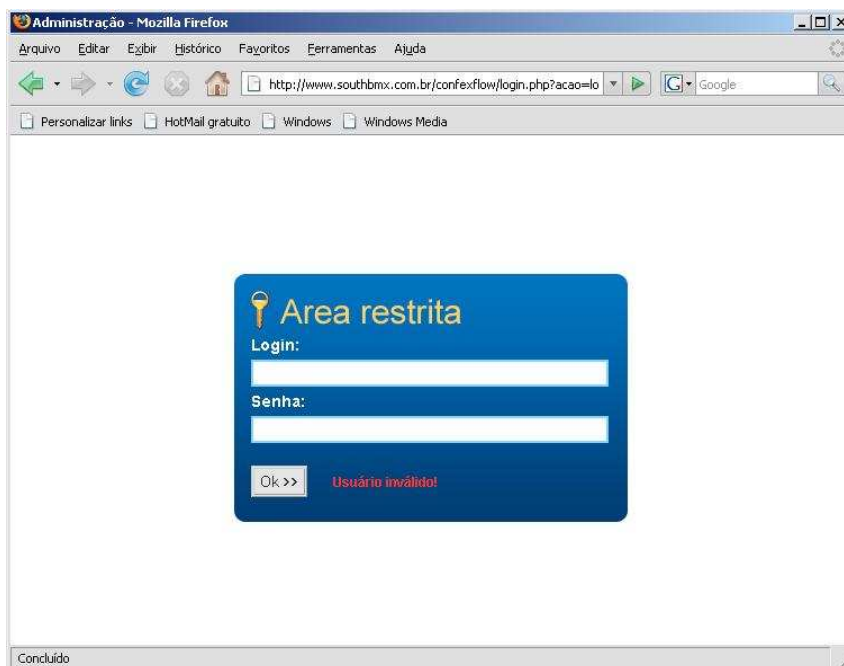 Administração - Mozilla Firefox
Arquivo Editar Exibir Histórico Favoritos Ferramentas Ajuda
http://www.southbmx.com.br/confexflow/login.php?acao=lo G Google
Personalizar links HotMail gratuito Windows Windows Media
Area restrita
Login:
Senha:
Ok >> Usuário inválido!
Concluído